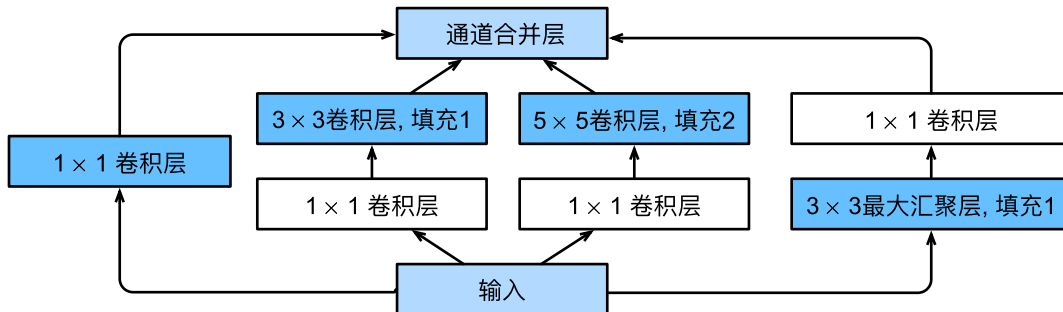 通道合并层
3 × 3卷积层, 填充1
5 × 5卷积层, 填充2
1 × 1 卷积层
1 × 1 卷积层
1 × 1 卷积层
1 × 1 卷积层
3 × 3最大汇聚层, 填充1
输入